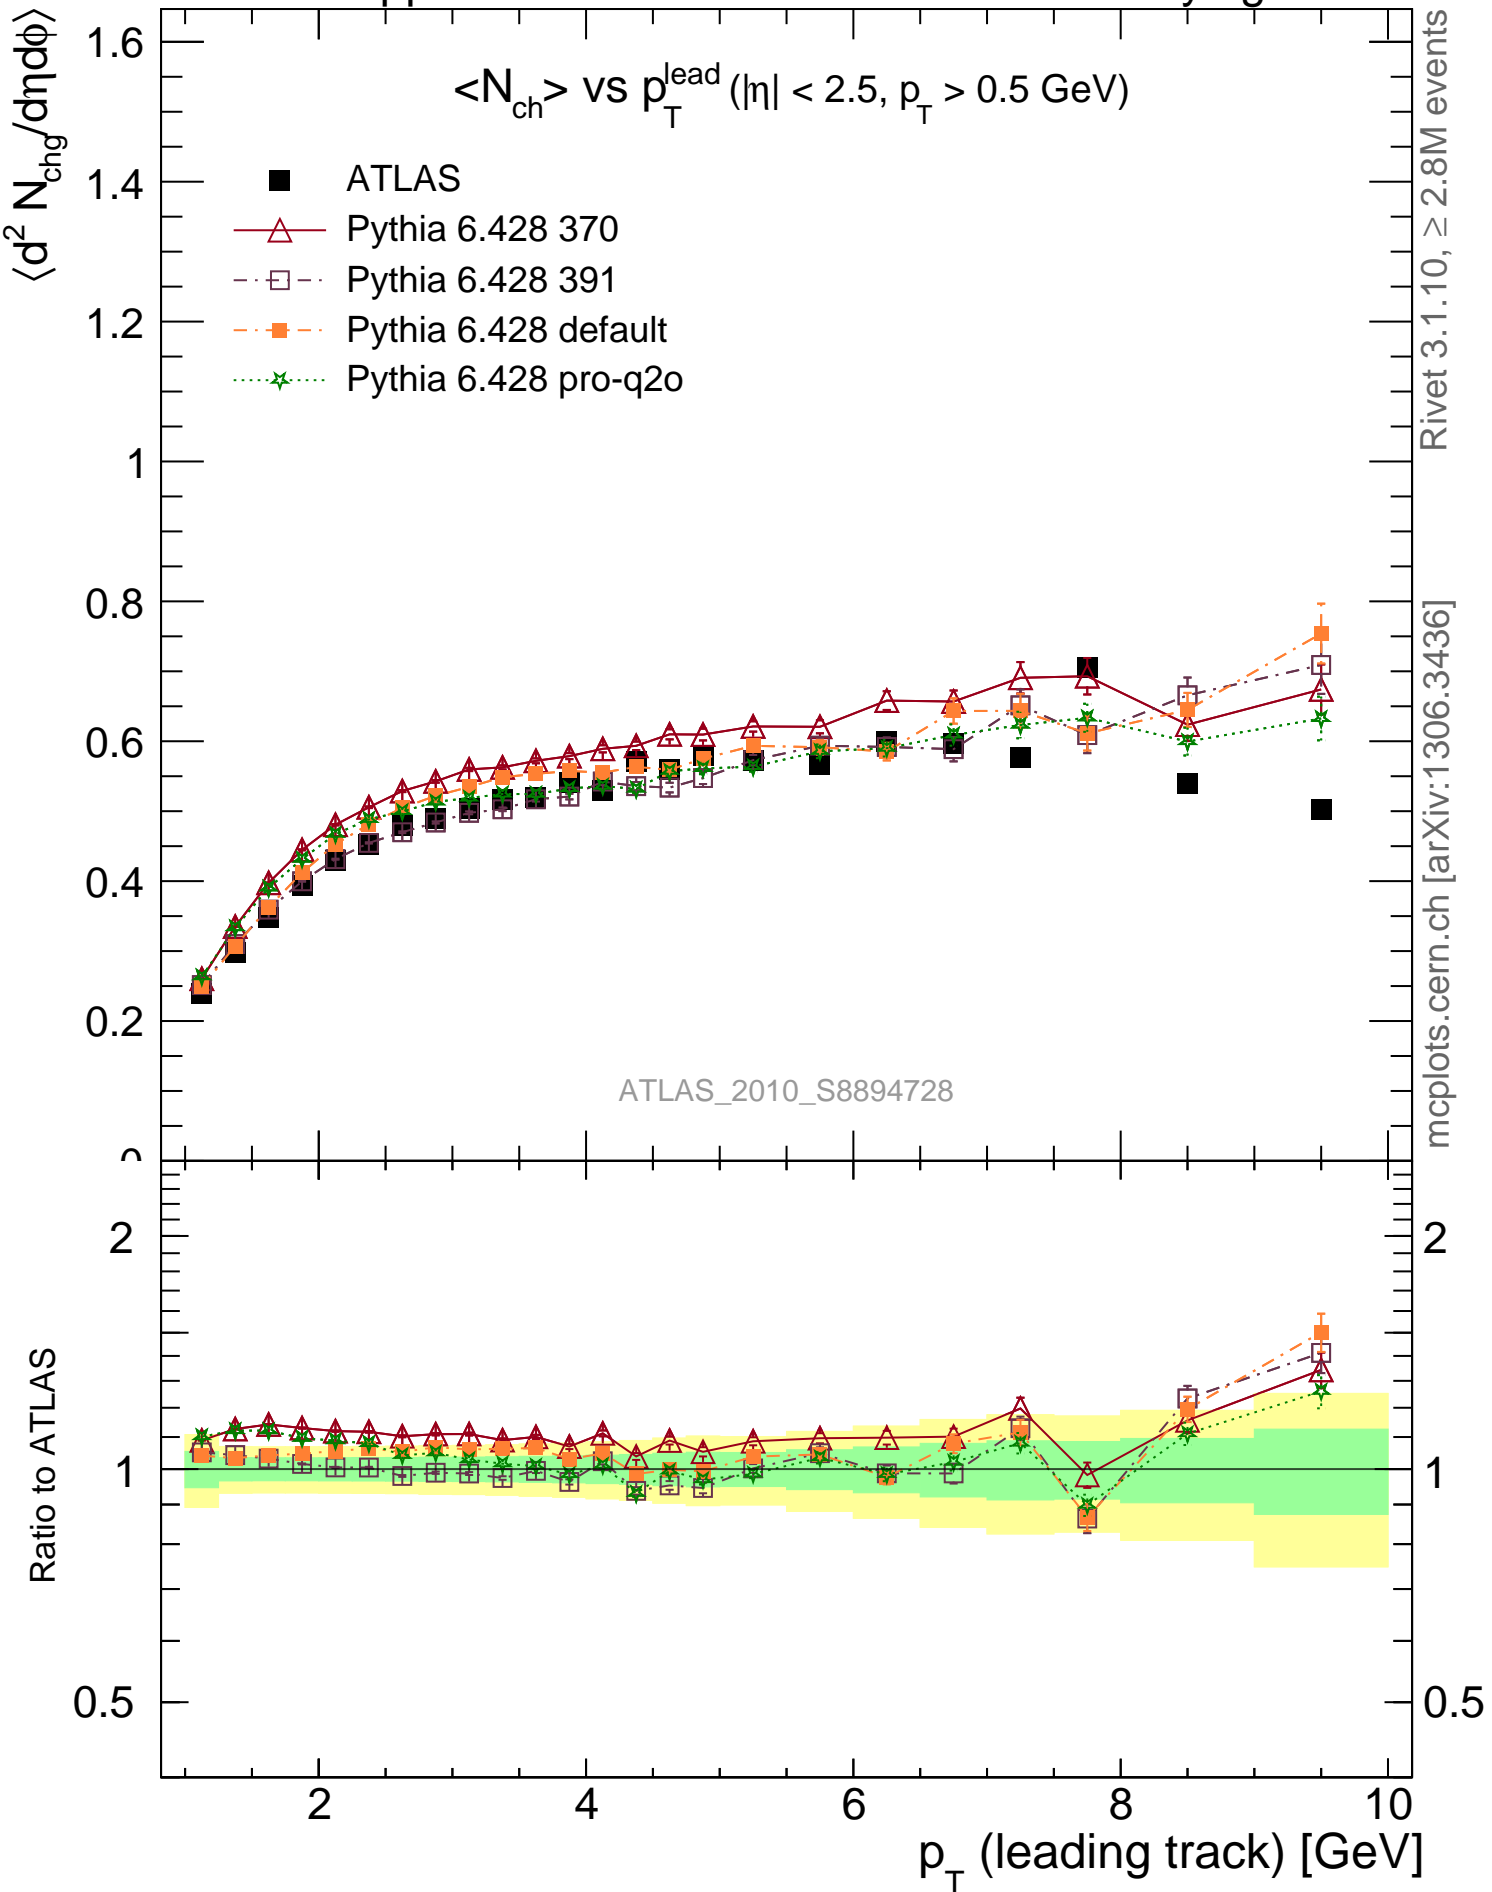 <N_ch> vs p_T^lead (|η| < 2.5, p_T > 0.5 GeV)
⟨d² N_chg/dηdϕ⟩
ATLAS
Pythia 6.428 370
Pythia 6.428 391
Pythia 6.428 default
Pythia 6.428 pro-q2o
1.6
1.4
1.2
1
0.8
0.6
0.4
0.2
0
ATLAS_2010_S8894728
Rivet 3.1.10, ≥ 2.8M events
mcplots.cern.ch [arXiv:1306.3436]
Ratio to ATLAS
2
1
0.5
2
1
0.5
2 4 6 8 10
p_T (leading track) [GeV]